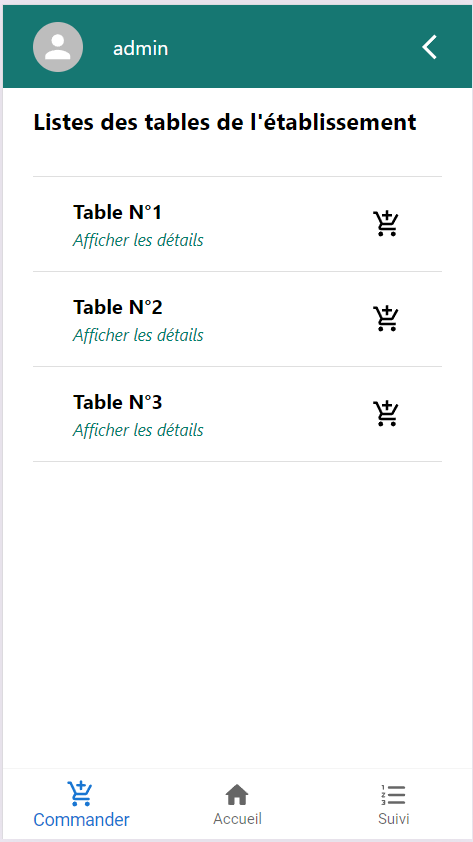 admin
Listes des tables de l'établissement
Table N°1
Afficher les détails
Table N°2
Afficher les détails
Table N°3
Afficher les détails
Commander
Accueil
Suivi